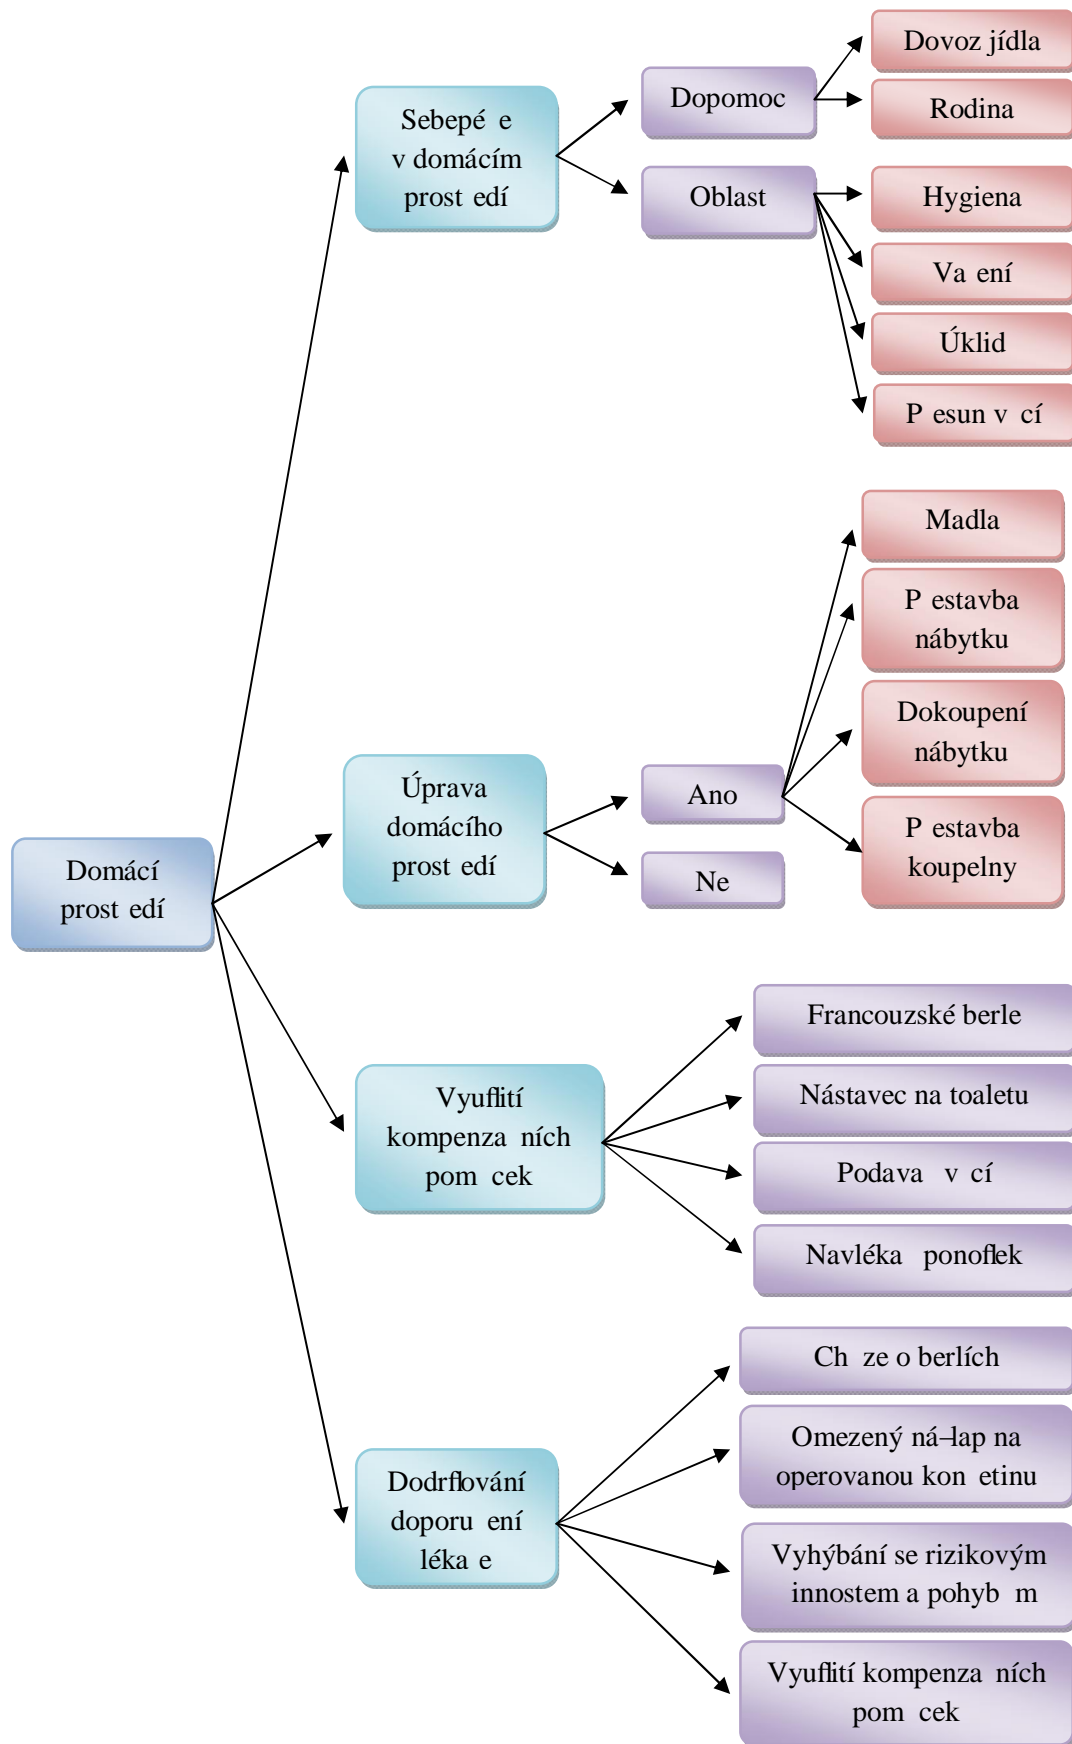 Dovoz jídla
Dopomoc
Sebepé e
v domácím
prost edí
Rodina
Oblast
Hygiena
Va ení
Úklid
P esun v cí
Madla
P estavba
nábytku
Dokoupení
nábytku
Úprava
domácího
prost edí
Ano
Ne
P estavba
koupelny
Domácí
prost edí
Francouzské berle
Vyuflití
kompenza ních
pom cek
Nástavec na toaletu
Podava v cí
Navléka ponoflek
Ch ze o berlích
Omezený ná–lap na
operovanou kon etinu
Dodrflování
doporu ení
léka e
Vyhýbání se rizikovým
innostem a pohyb m
Vyuflití kompenza ních
pom cek